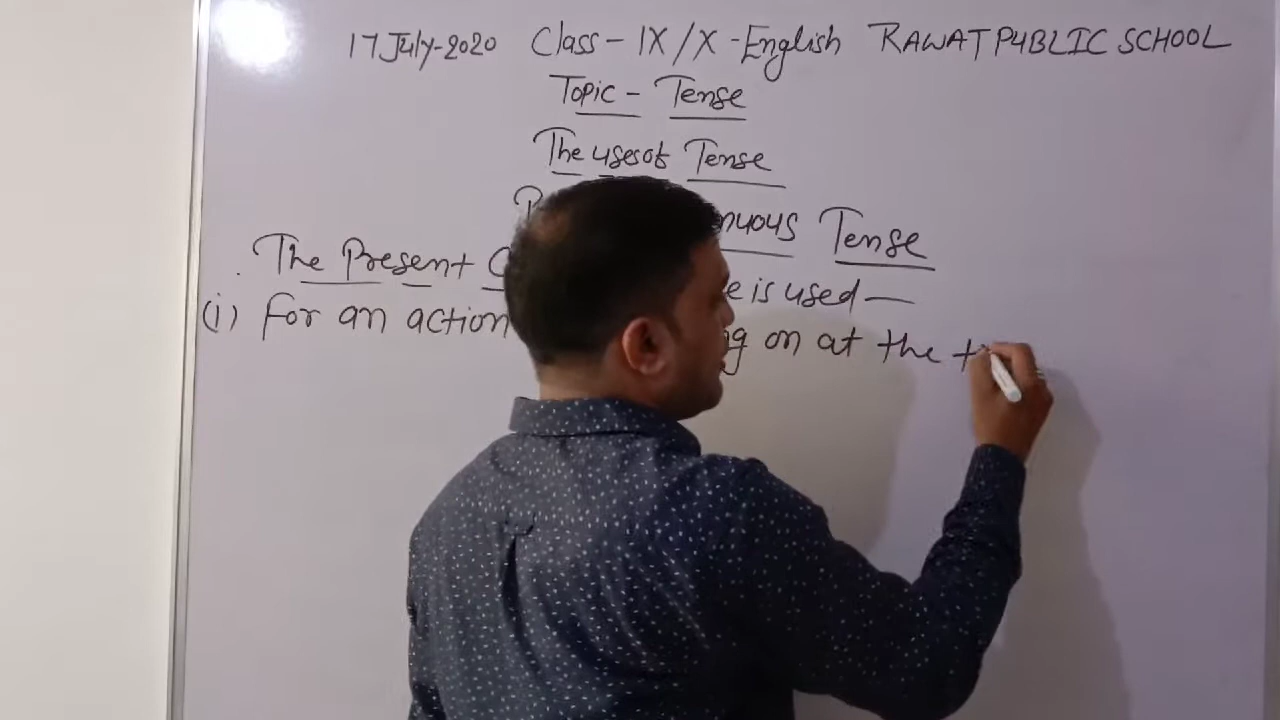 17 July-2020 Class - IX/X - English RAWAT PUBLIC SCHOOL
Topic - Tense
The uses of Tense
Tense
The Present is used —
(i) For an action on at the